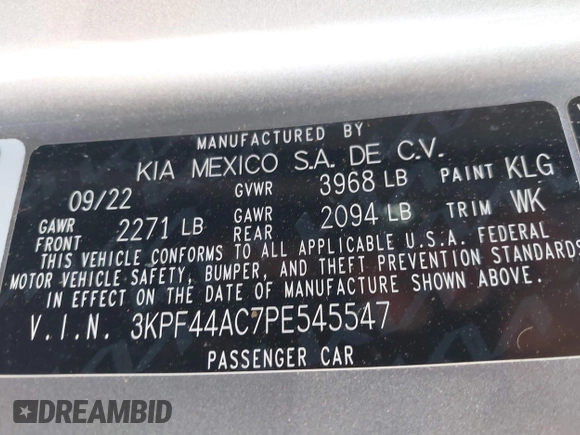 MANUFACTURED BY
KIA MEXICO S.A. DE C.V.
09/22 GVWR 3968 LB PAINT KLG
GAWR FRONT 2271 LB GAWR REAR 2094 LB TRIM WK
THIS VEHICLE CONFORMS TO ALL APPLICABLE U.S.A. FEDERAL
MOTOR VEHICLE SAFETY, BUMPER, AND THEFT PREVENTION STANDARDS
IN EFFECT ON THE DATE OF MANUFACTURE SHOWN ABOVE.
V.I.N. 3KPF44AC7PE545547
PASSENGER CAR
DREAMBID